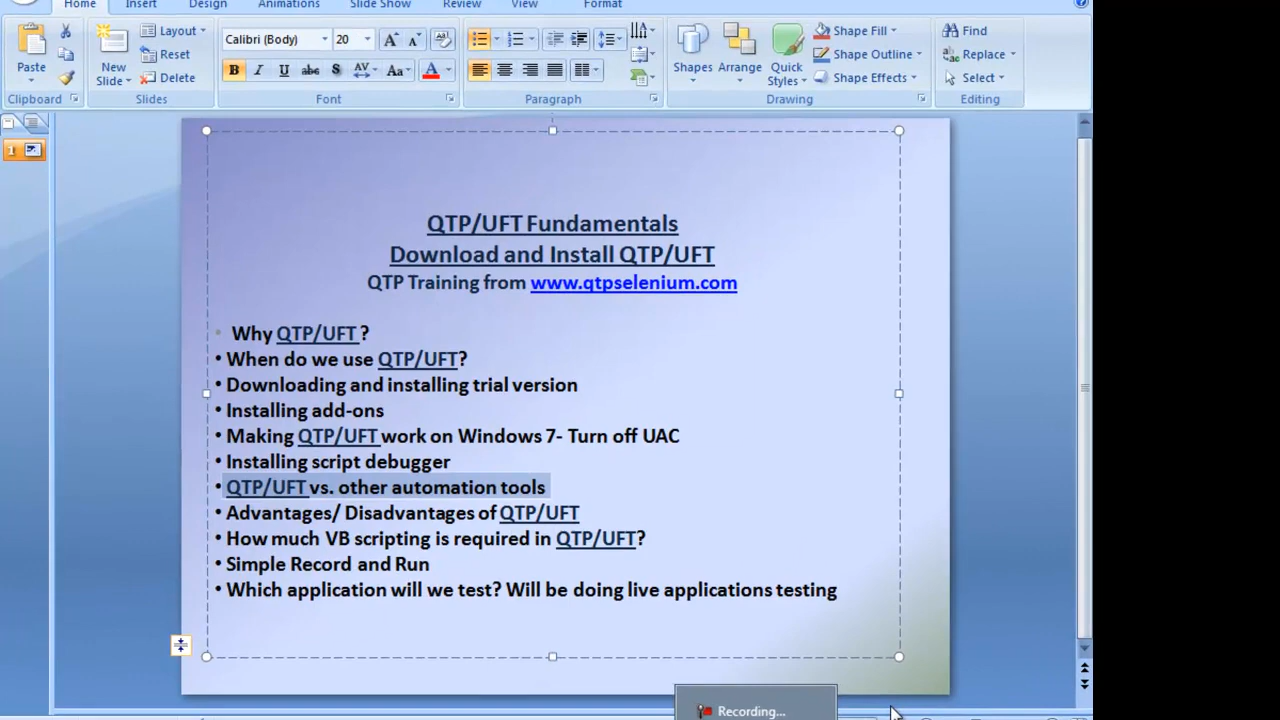 Home Insert Design Animations Slide Show Review View Format
Layout
Calibri (Body) 20
Shape Fill Find
Reset
Paste New Slide Shapes Arrange Quick Styles
Shape Outline Replace
Delete
B I U abc S AV Aa A
Shape Effects Select
Clipboard Slides Font Paragraph Drawing Editing
1
QTP/UFT Fundamentals
Download and Install QTP/UFT
QTP Training from www.qtpselenium.com
• Why QTP/UFT ?
• When do we use QTP/UFT?
• Downloading and installing trial version
• Installing add-ons
• Making QTP/UFT work on Windows 7- Turn off UAC
• Installing script debugger
• QTP/UFT vs. other automation tools
• Advantages/ Disadvantages of QTP/UFT
• How much VB scripting is required in QTP/UFT?
• Simple Record and Run
• Which application will we test? Will be doing live applications testing
Recording...